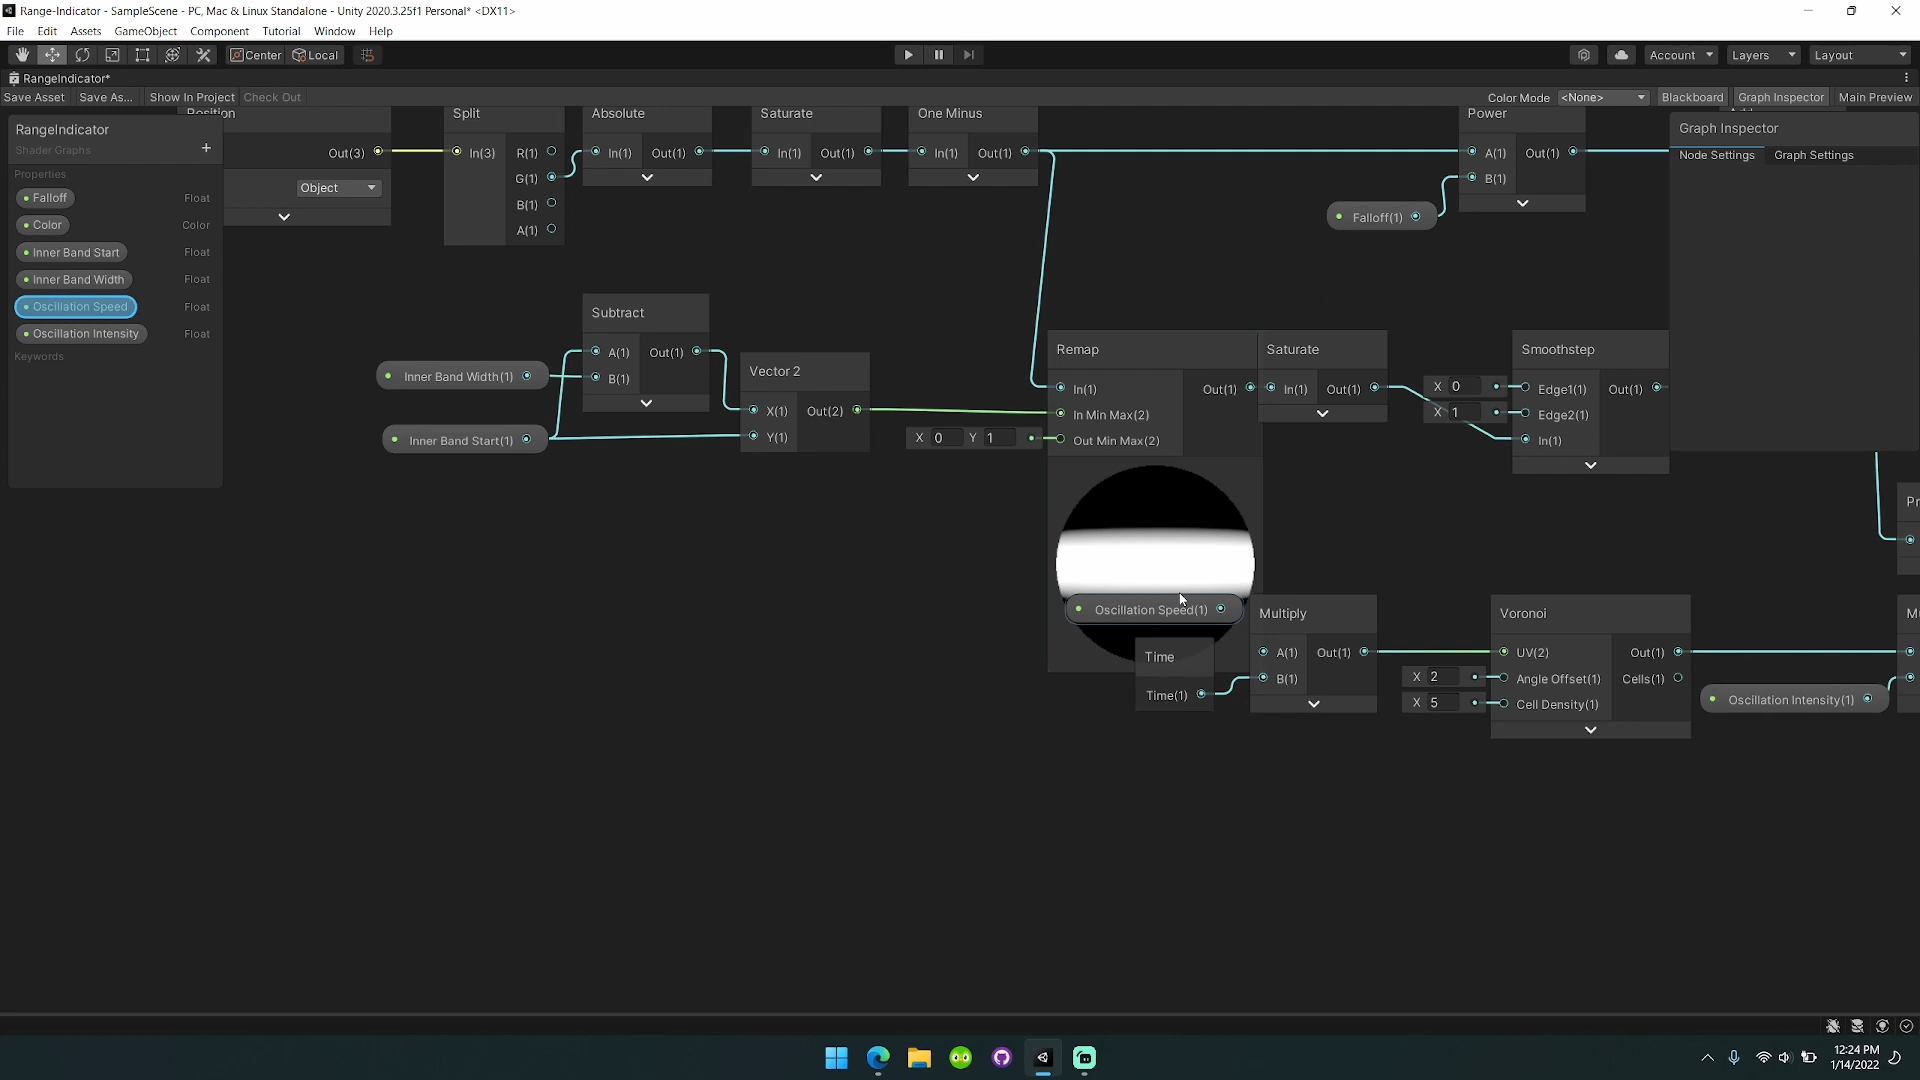 Range-Indicator - SampleScene - PC, Mac & Linux Standalone - Unity 2020.3.25f1 Personal* <DX11>
File Edit Assets GameObject Component Tutorial Window Help
Center Local Account Layers Layout
RangeIndicator*
Save Asset Save As... Show In Project Check Out Color Mode <None> Blackboard Graph Inspector Main Preview
RangeIndicator
Shader Graphs
Properties
Falloff Float
Color Color
Inner Band Start Float
Inner Band Width Float
Oscillation Speed Float
Oscillation Intensity Float
Keywords
Position
Out(3)
Object
Split
In(3) R(1)
G(1)
B(1)
A(1)
Absolute
In(1) Out(1)
Saturate
In(1) Out(1)
One Minus
In(1) Out(1)
Power
A(1) Out(1)
B(1)
Falloff(1)
Graph Inspector
Node Settings Graph Settings
Subtract
A(1) Out(1)
B(1)
Inner Band Width(1)
Inner Band Start(1)
Vector 2
X(1) Out(2)
Y(1)
X 0 Y 1
Remap
In(1) Out(1)
In Min Max(2)
Out Min Max(2)
Saturate
In(1) Out(1)
X 0
X 1
Smoothstep
Edge1(1) Out(1)
Edge2(1)
In(1)
Oscillation Speed(1)
Time
Time(1)
Multiply
A(1) Out(1)
B(1)
X 2
X 5
Voronoi
UV(2) Out(1)
Angle Offset(1) Cells(1)
Cell Density(1)
Oscillation Intensity(1)
12:24 PM
1/14/2022